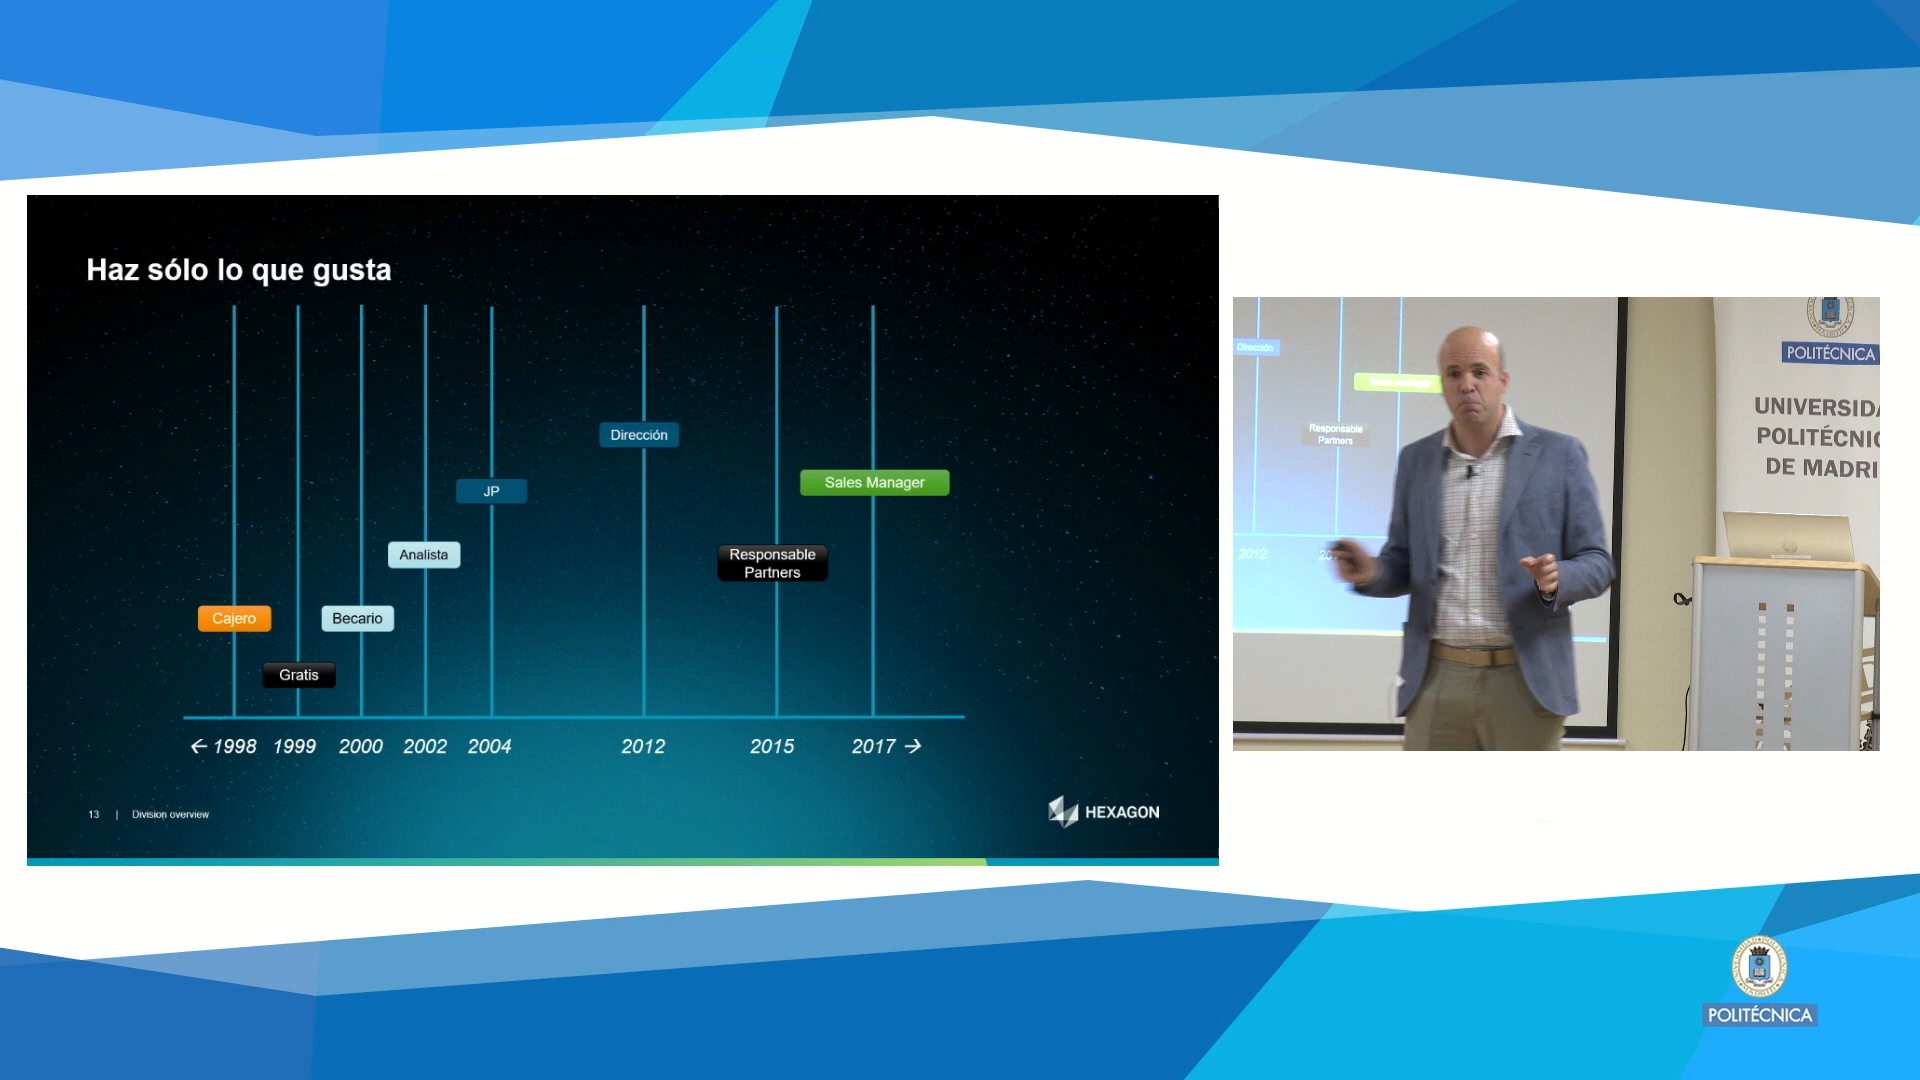 Haz sólo lo que gusta
Dirección
Sales Manager
JP
Analista
Responsable
Partners
Cajero
Becario
Gratis
← 1998 1999 2000 2002 2004 2012 2015 2017 →
13 | Division overview
HEXAGON
Dirección
Responsable
Partners
2012
POLITÉCNICA
UNIVERSIDA
POLITÉCNIC
DE MADRI
hp
POLITÉCNICA